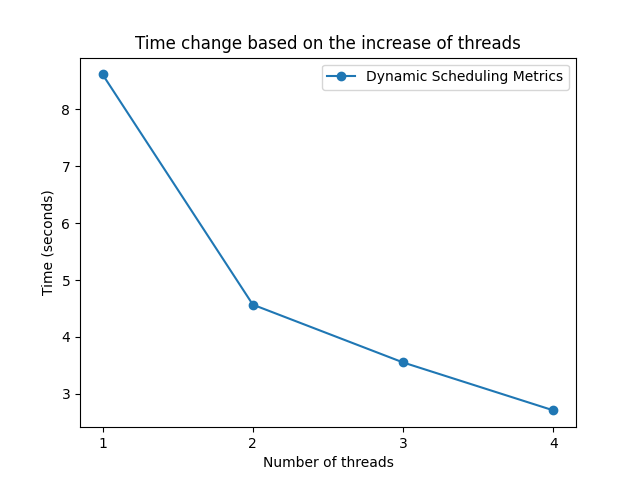 Time change based on the increase of threads
Dynamic Scheduling Metrics
8
7
6
5
4
3
Time (seconds)
1 2 3 4
Number of threads